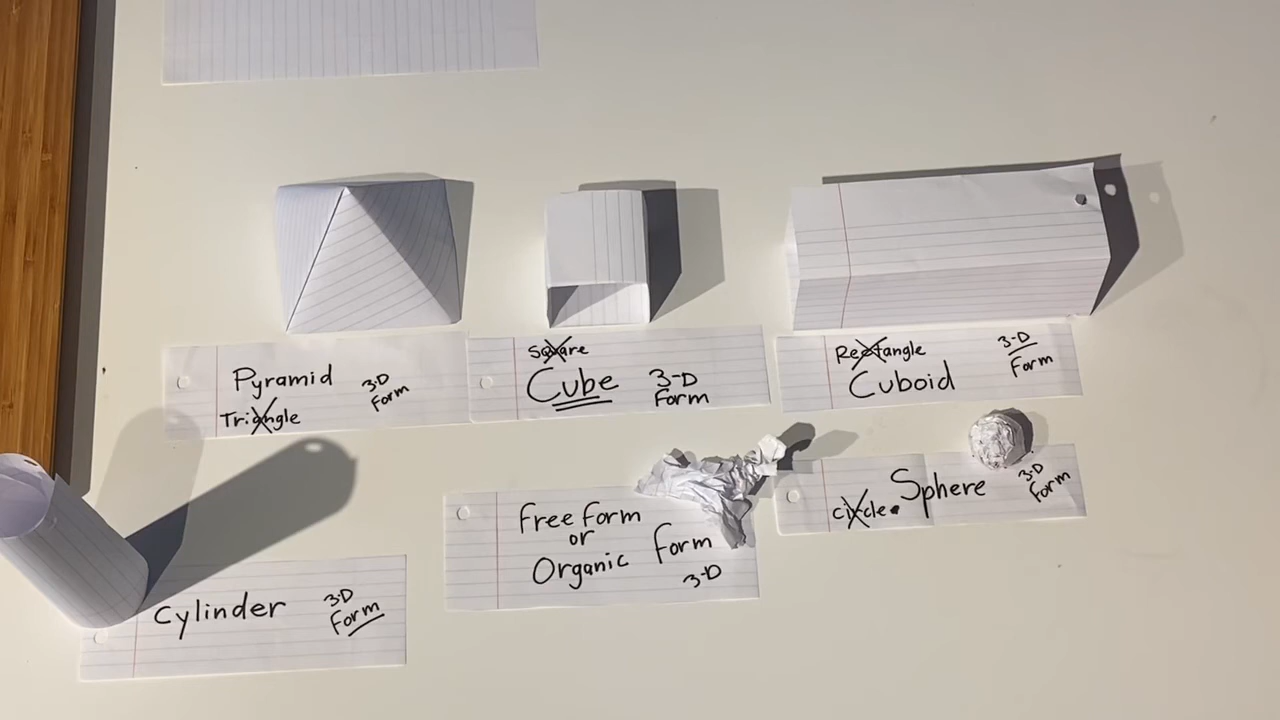 Pyramid 3-D
Form
Triangle
Square
Cube 3-D
Form
Rectangle 3-D
Form
Cuboid
Free Form
or
Organic Form
3-D
circle. Sphere 3-D
Form
Cylinder 3-D
Form